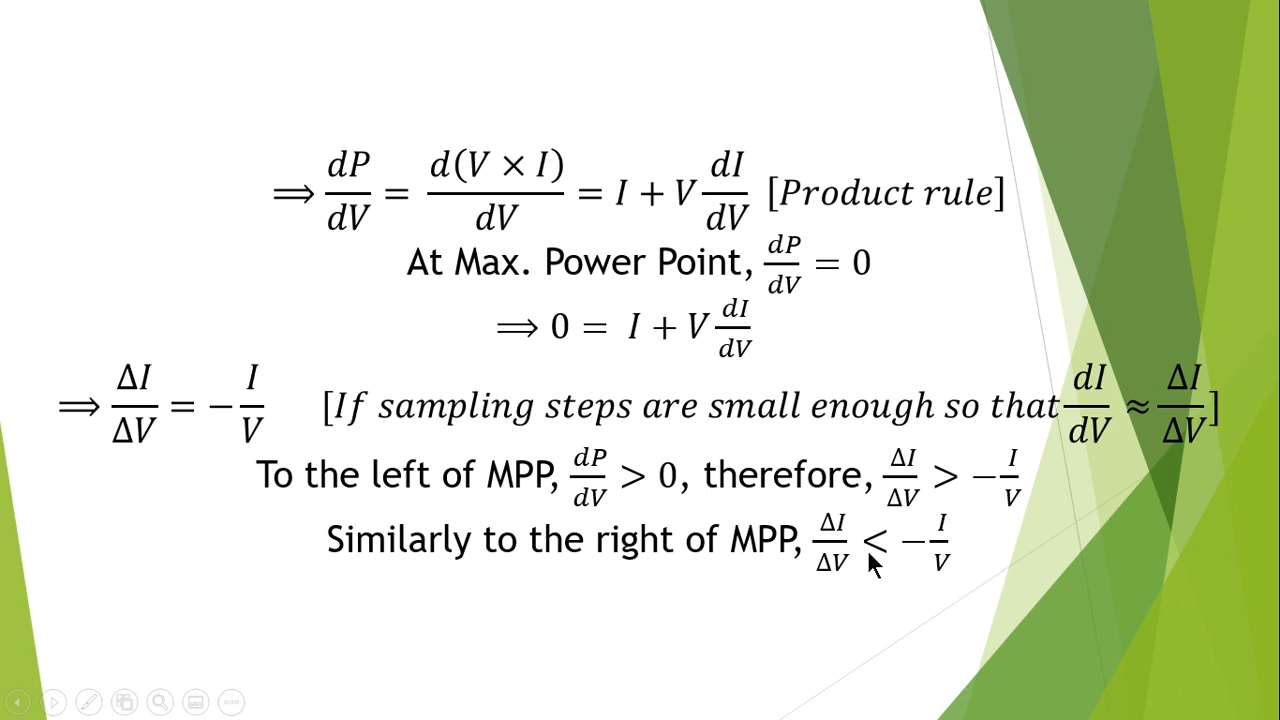 ⟹ dP/dV = d(V × I)/dV = I + V dI/dV [Product rule]
At Max. Power Point, dP/dV = 0
⟹ 0 = I + V dI/dV
⟹ ΔI/ΔV = − I/V [If sampling steps are small enough so that dI/dV ≈ ΔI/ΔV]
To the left of MPP, dP/dV > 0, therefore, ΔI/ΔV > − I/V
Similarly to the right of MPP, ΔI/ΔV < − I/V